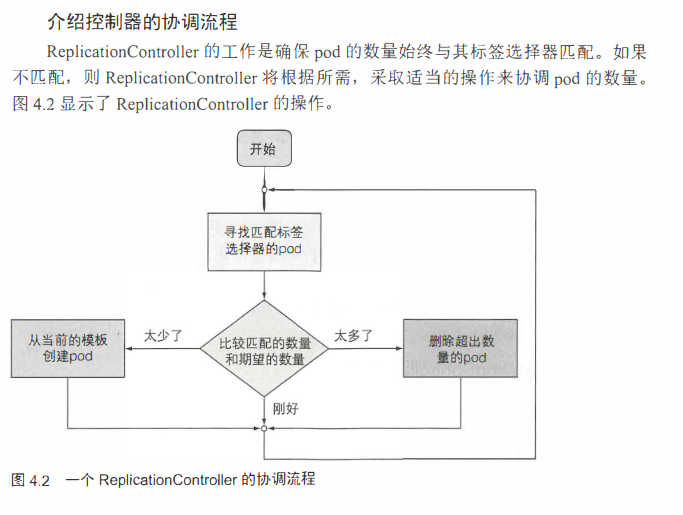 介绍控制器的协调流程
ReplicationController 的工作是确保 pod 的数量始终与其标签选择器匹配。如果
不匹配，则 ReplicationController 将根据所需，采取适当的操作来协调 pod 的数量。
图 4.2 显示了 ReplicationController 的操作。
开始
寻找匹配标签
选择器的pod
从当前的模板
创建pod
太少了
比较匹配的数量
和期望的数量
太多了
删除超出数
量的pod
刚好
图 4.2 一个 ReplicationController 的协调流程